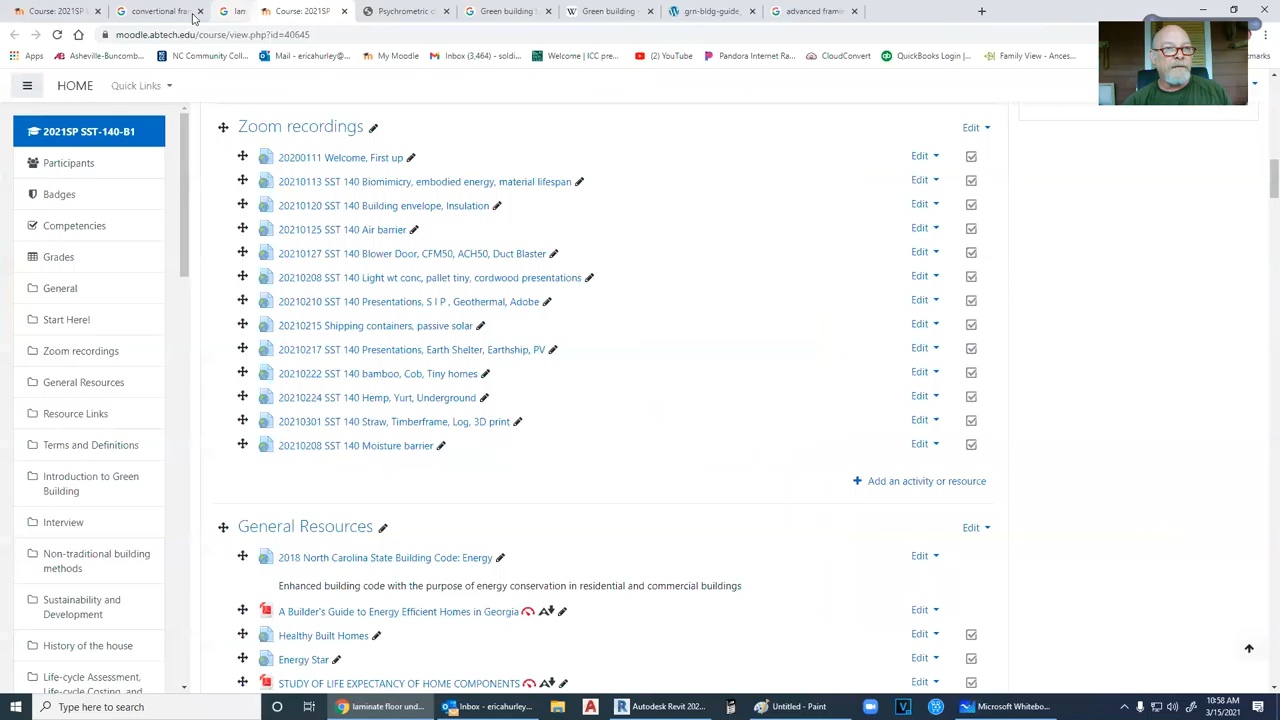 Course: 2021SP S
convertional fran
lan
Course: 2021SP
Psychrometric c
green building
Green building -
grn-bldg-guide_
advanced frami
moodle.abtech.edu/course/view.php?id=40645
Apps
Asheville-Buncom...
NC Community Col...
Mail - ericahurley@...
My Moodle
Inbox (3,464) - soldi...
Welcome | ICC pre...
(2) YouTube
Pandora Internet Ra...
CloudConvert
QuickBooks Login |...
Family View - Ances...
HOME
Quick Links
2021SP SST-140-B1
Participants
Badges
Competencies
Grades
General
Start Here!
Zoom recordings
General Resources
Resource Links
Terms and Definitions
Introduction to Green
Building
Interview
Non-traditional building
methods
Sustainability and
Development
History of the house
Life-cycle Assessment,
Life-cycle Costing, and
Zoom recordings
Edit
20200111 Welcome, First up
Edit
20210113 SST 140 Biomimicry, embodied energy, material lifespan
Edit
20210120 SST 140 Building envelope, Insulation
Edit
20210125 SST 140 Air barrier
Edit
20210127 SST 140 Blower Door, CFM50, ACH50, Duct Blaster
Edit
20210208 SST 140 Light wt conc, pallet tiny, cordwood presentations
Edit
20210210 SST 140 Presentations, S I P , Geothermal, Adobe
Edit
20210215 Shipping containers, passive solar
Edit
20210217 SST 140 Presentations, Earth Shelter, Earthship, PV
Edit
20210222 SST 140 bamboo, Cob, Tiny homes
Edit
20210224 SST 140 Hemp, Yurt, Underground
Edit
20210301 SST 140 Straw, Timberframe, Log, 3D print
Edit
20210208 SST 140 Moisture barrier
Edit
Add an activity or resource
General Resources
Edit
2018 North Carolina State Building Code: Energy
Edit
Enhanced building code with the purpose of energy conservation in residential and commercial buildings
A Builder's Guide to Energy Efficient Homes in Georgia
Edit
Healthy Built Homes
Edit
Energy Star
Edit
STUDY OF LIFE EXPECTANCY OF HOME COMPONENTS
Edit
Type here to search
laminate floor und...
Inbox - ericahurley...
Autodesk Revit 202...
Untitled - Paint
Microsoft Whitebo...
10:58 AM
3/15/2021